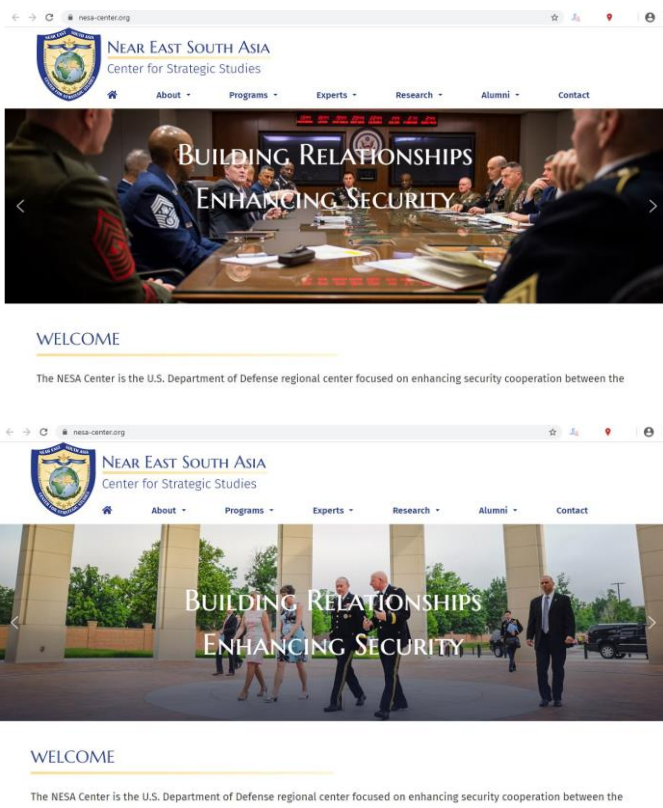 nesa-center.org
NEAR EAST SOUTH ASIA
Center for Strategic Studies
About Programs Experts Research Alumni Contact
BUILDING RELATIONSHIPS
ENHANCING SECURITY
WELCOME
The NESA Center is the U.S. Department of Defense regional center focused on enhancing security cooperation between the
nesa-center.org
NEAR EAST SOUTH ASIA
Center for Strategic Studies
About Programs Experts Research Alumni Contact
BUILDING RELATIONSHIPS
ENHANCING SECURITY
WELCOME
The NESA Center is the U.S. Department of Defense regional center focused on enhancing security cooperation between the